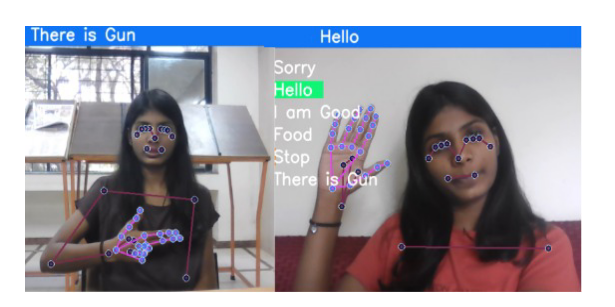 There is Gun
Hello
Sorry
Hello
I am Good
Food
Stop
There is Gun